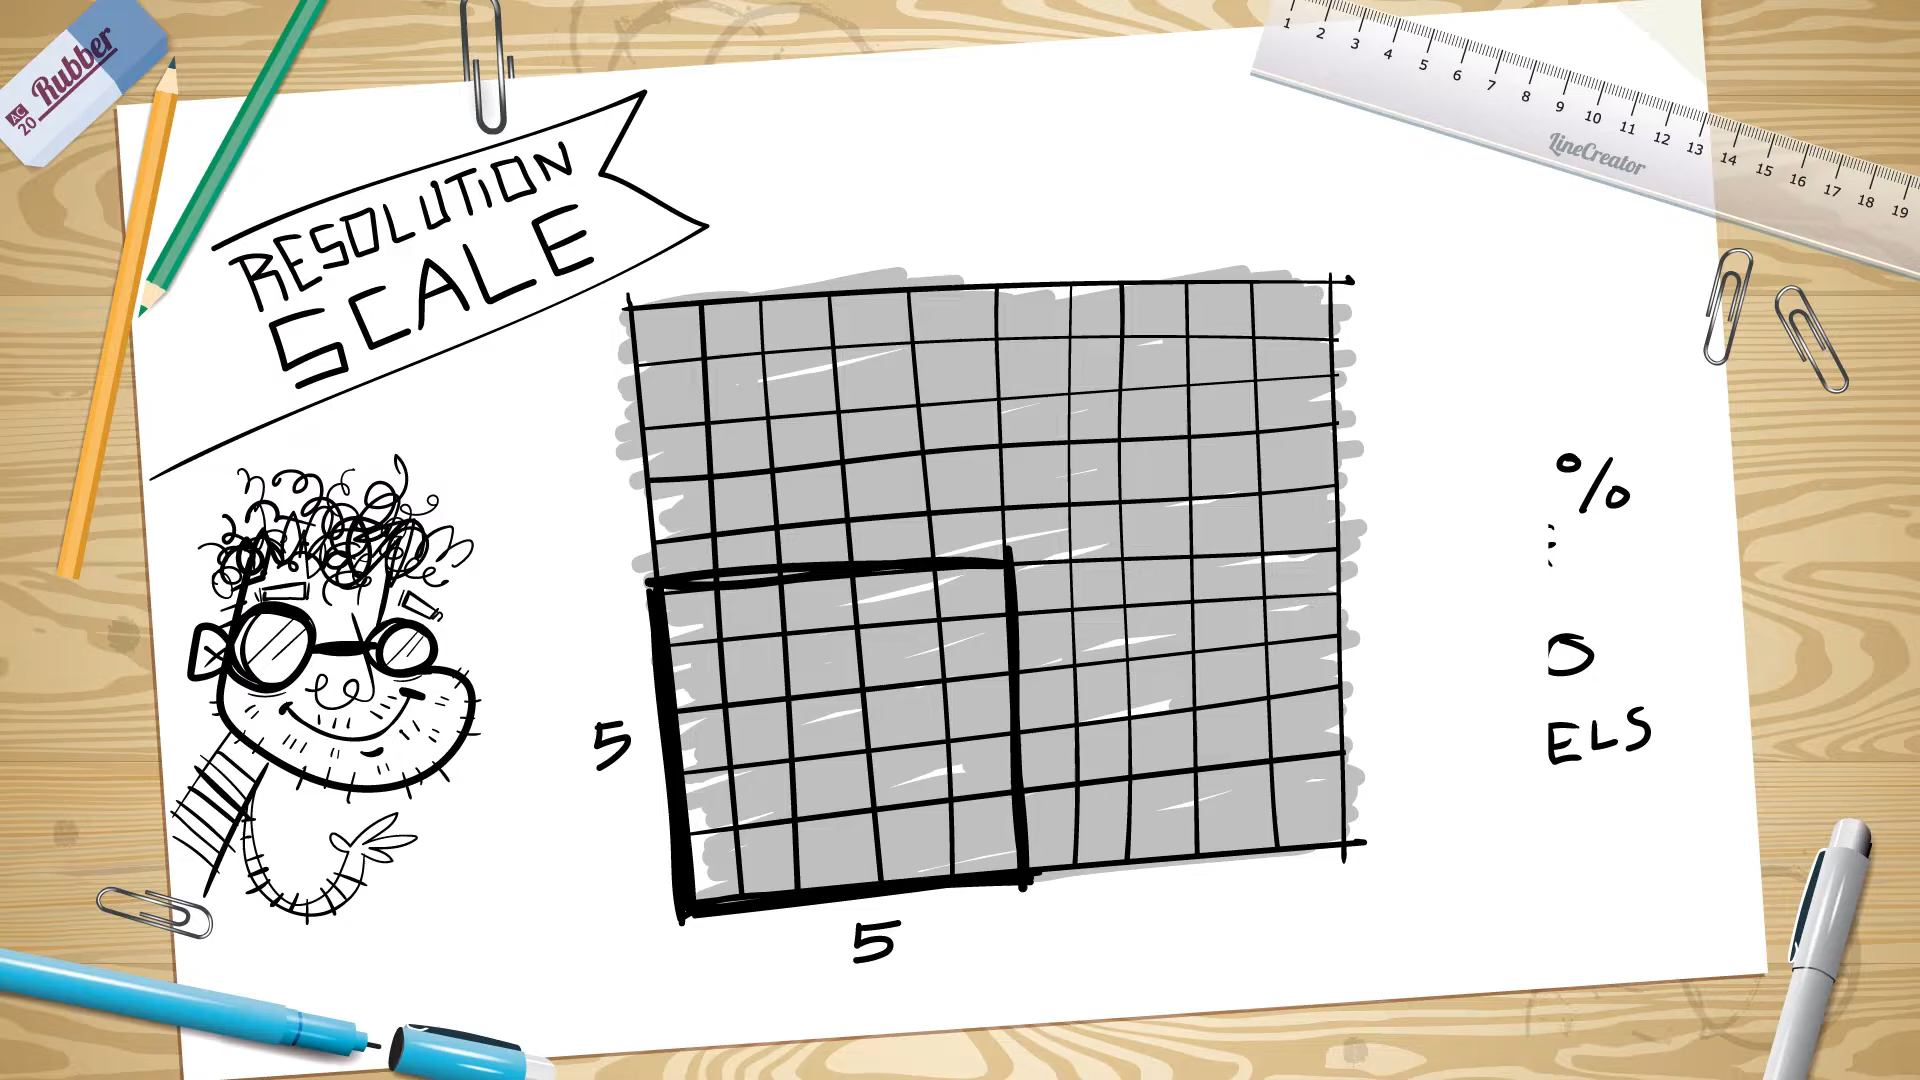 Rubber
AC
20
RESOLUTION
SCALE
1 2 3 4 5 6 7 8 9 10 11 12 13 14 15 16 17 18 19
LineCreator
%
5
ELS
5